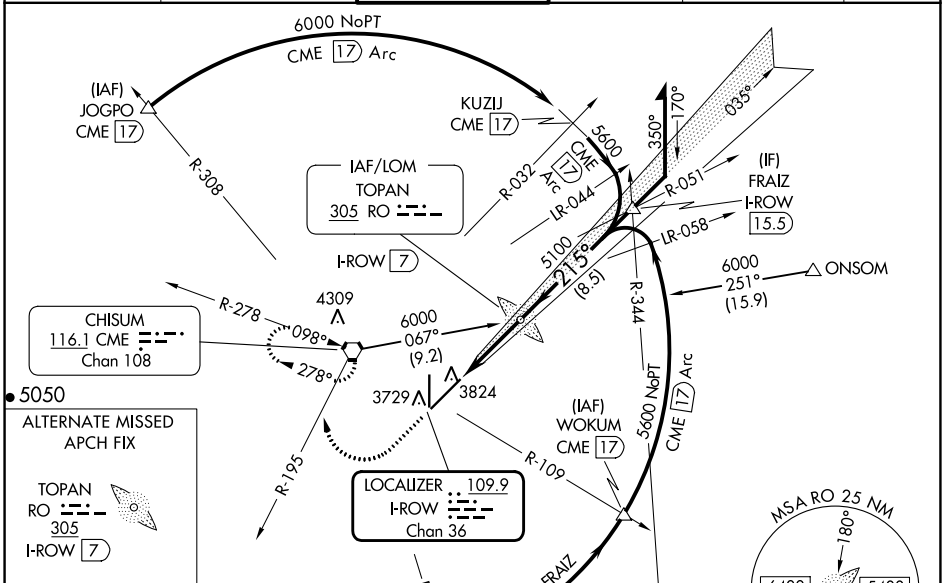 6000 NoPT
CME 17 Arc
(IAF)
JOGPO
CME 17
KUZIJ
CME 17
5600
CME
17
Arc
350°
170°
035°
R-308
IAF/LOM
TOPAN
305 RO
R-032
LR-044
R-051
(IF)
FRAIZ
I-ROW
15.5
I-ROW 7
5100
215°
(8.5)
LR-058
6000
251°
(15.9)
ONSOM
R-278
4309
098°
278°
6000
067°
(9.2)
R-344
CHISUM
116.1 CME
Chan 108
3729
3824
5050
5600 NoPT
CME 17 Arc
ALTERNATE MISSED
APCH FIX
TOPAN
RO
305
I-ROW 7
R-195
R-109
(IAF)
WOKUM
CME 17
LOCALIZER 109.9
I-ROW
Chan 36
FRAIZ
MSA RO 25 NM
180°